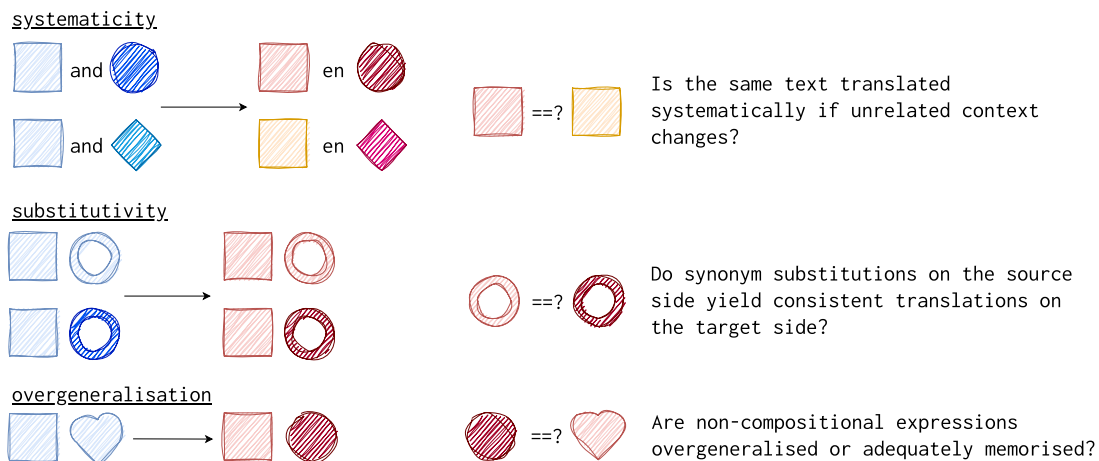 systematicity
and
en
==?
Is the same text translated
systematically if unrelated context
changes?
and
en
substitutivity
==?
Do synonym substitutions on the source
side yield consistent translations on
the target side?
overgeneralisation
==?
Are non-compositional expressions
overgeneralised or adequately memorised?